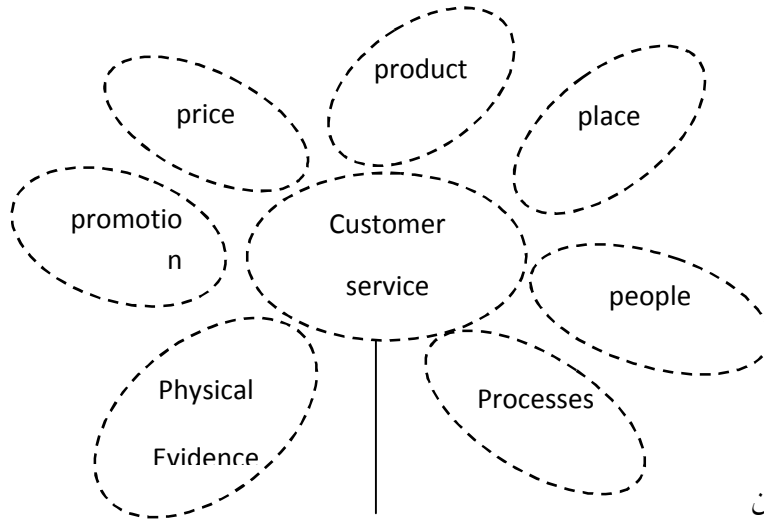 product
price
place
promotio
n
Customer
service
people
Physical
Evidence
Processes
ن